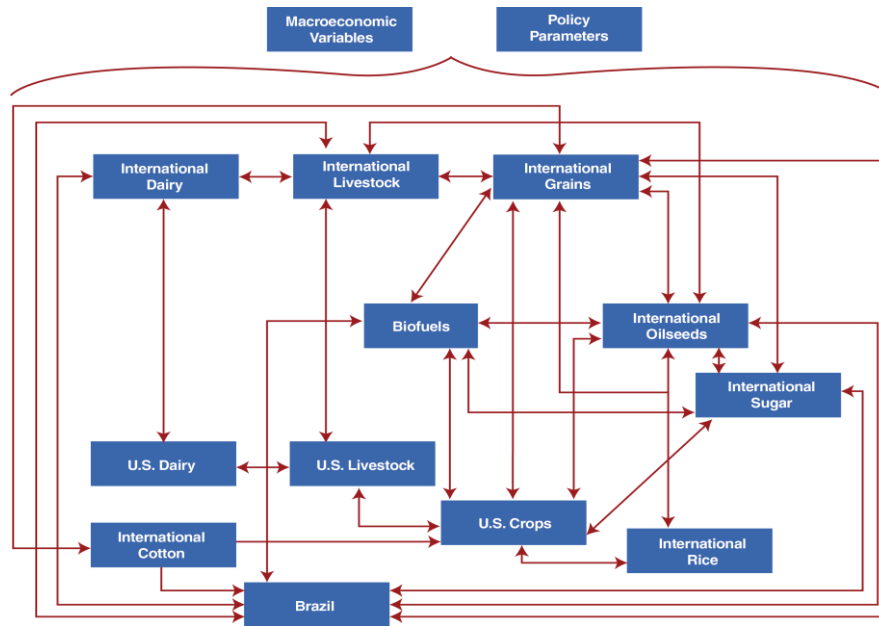 Macroeconomic
Variables
Policy
Parameters
International
Dairy
International
Livestock
International
Grains
Biofuels
International
Oilseeds
International
Sugar
U.S. Dairy
U.S. Livestock
U.S. Crops
International
Cotton
International
Rice
Brazil